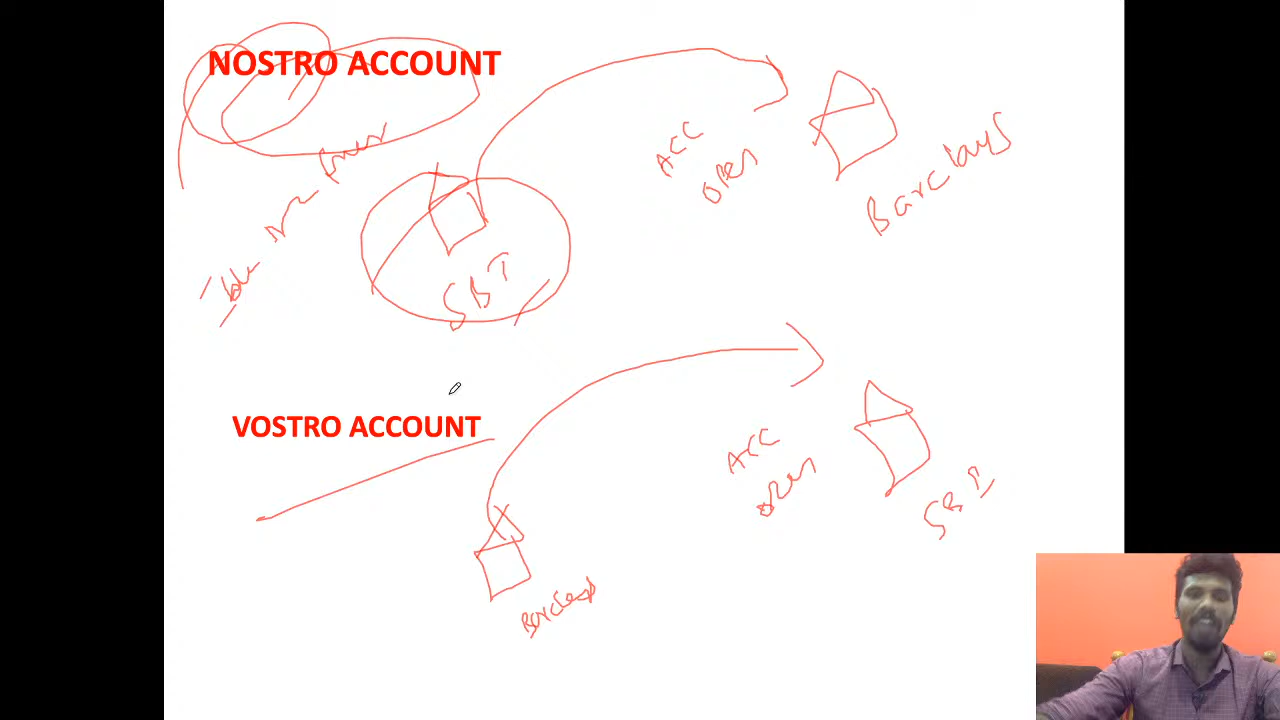 NOSTRO ACCOUNT
ACC
OPEN
Barclays
SBI
VOSTRO ACCOUNT
ACC
OPEN
SBI
Barclays